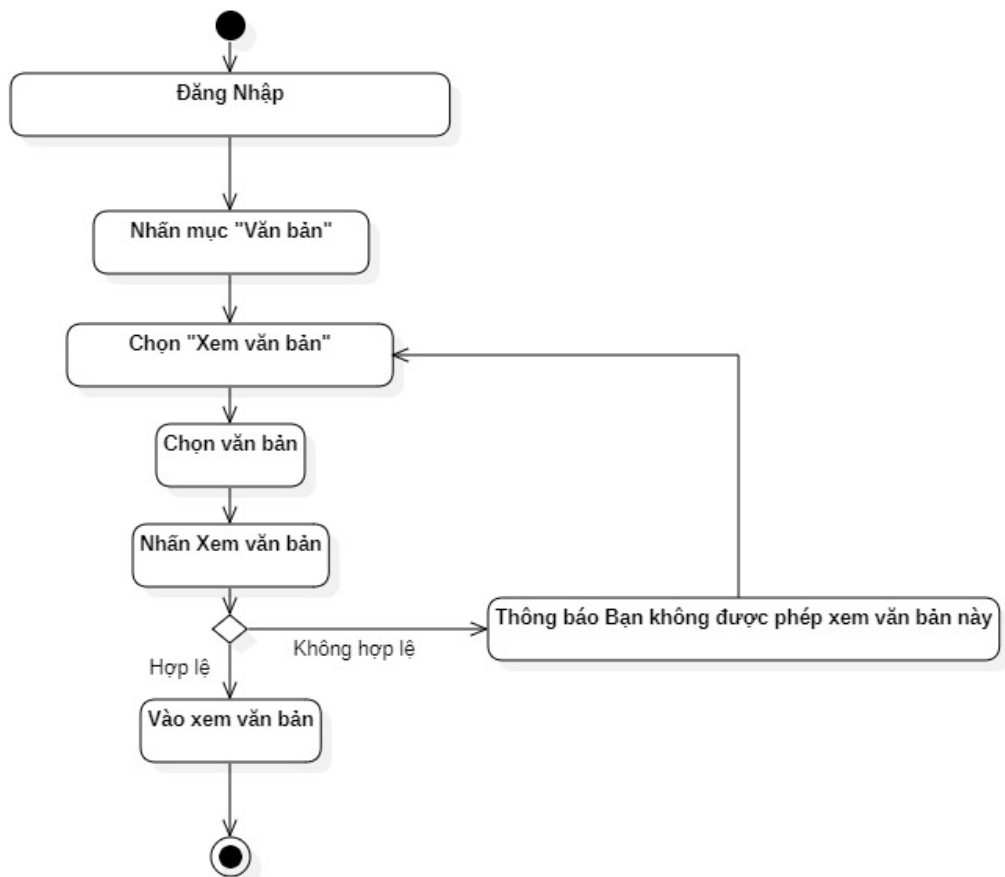 Đăng Nhập
Nhấn mục "Văn bản"
Chọn "Xem văn bản"
Chọn văn bản
Nhấn Xem văn bản
Thông báo Bạn không được phép xem văn bản này
Không hợp lệ
Hợp lệ
Vào xem văn bản